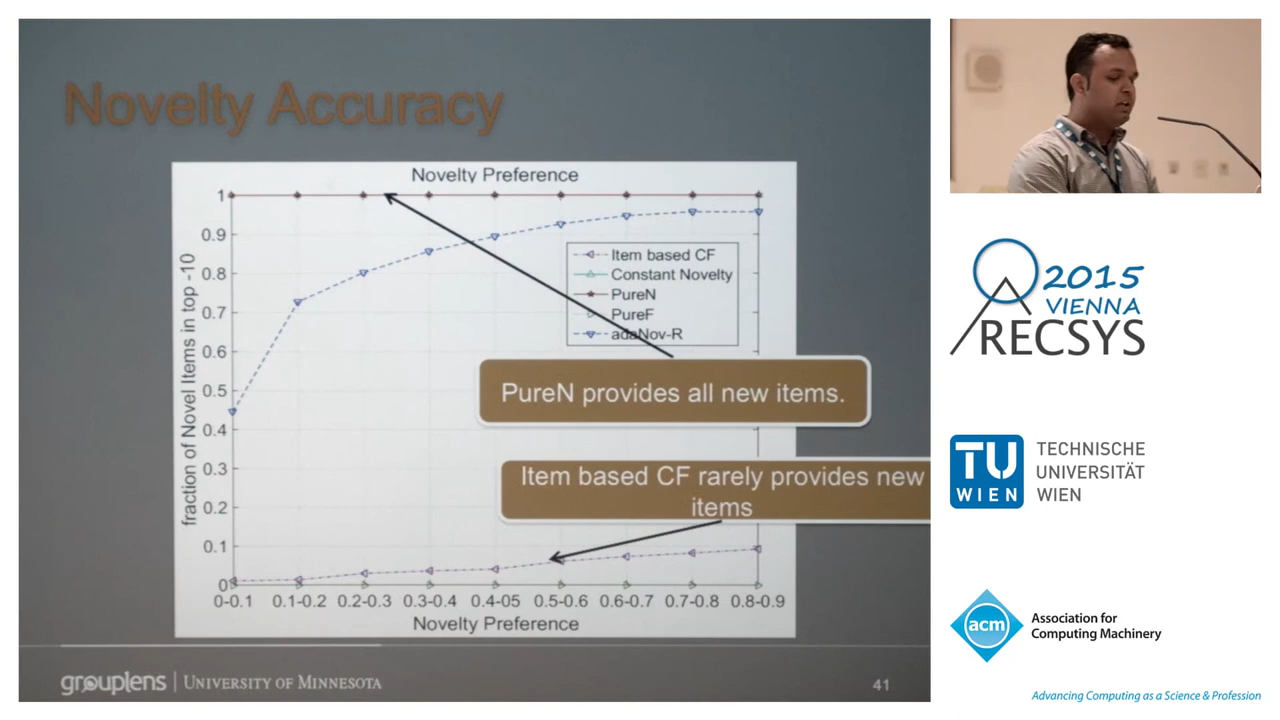 Novelty Accuracy
Novelty Preference
fraction of Novel Items in top -10
1
0.9
0.8
0.7
0.6
0.5
0.4
0.3
0.2
0.1
0
Item based CF
Constant Novelty
PureN
PureF
adaNov-R
PureN provides all new items.
Item based CF rarely provides new
items
0-0.1 0.1-0.2 0.2-0.3 0.3-0.4 0.4-05 0.5-0.6 0.6-0.7 0.7-0.8 0.8-0.9
Novelty Preference
grouplens | UNIVERSITY OF MINNESOTA
41
2015
VIENNA
RECSYS
TU
WIEN
TECHNISCHE
UNIVERSITÄT
WIEN
acm
Association for
Computing Machinery
Advancing Computing as a Science & Profession